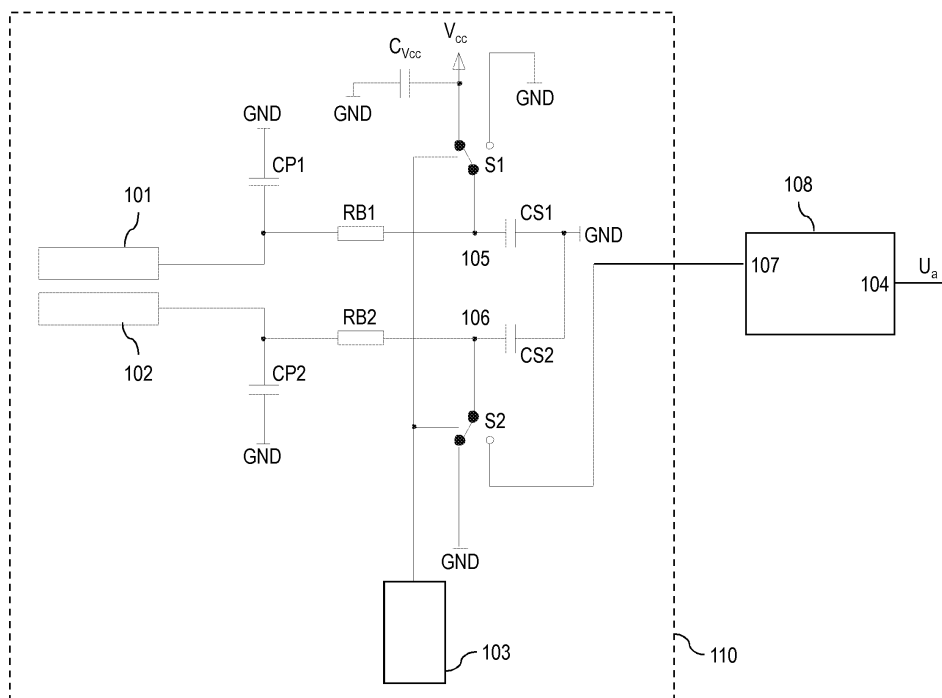 Vcc
CVcc
GND
GND
GND
CP1
S1
101
RB1
CS1
GND
108
105
107
Ua
104
RB2
106
102
CP2
CS2
S2
GND
GND
103
110